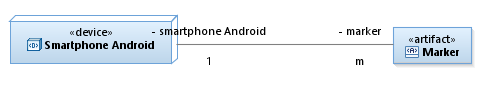 «device»
Smartphone Android
- smartphone Android
1
- marker
m
«artifact»
Marker